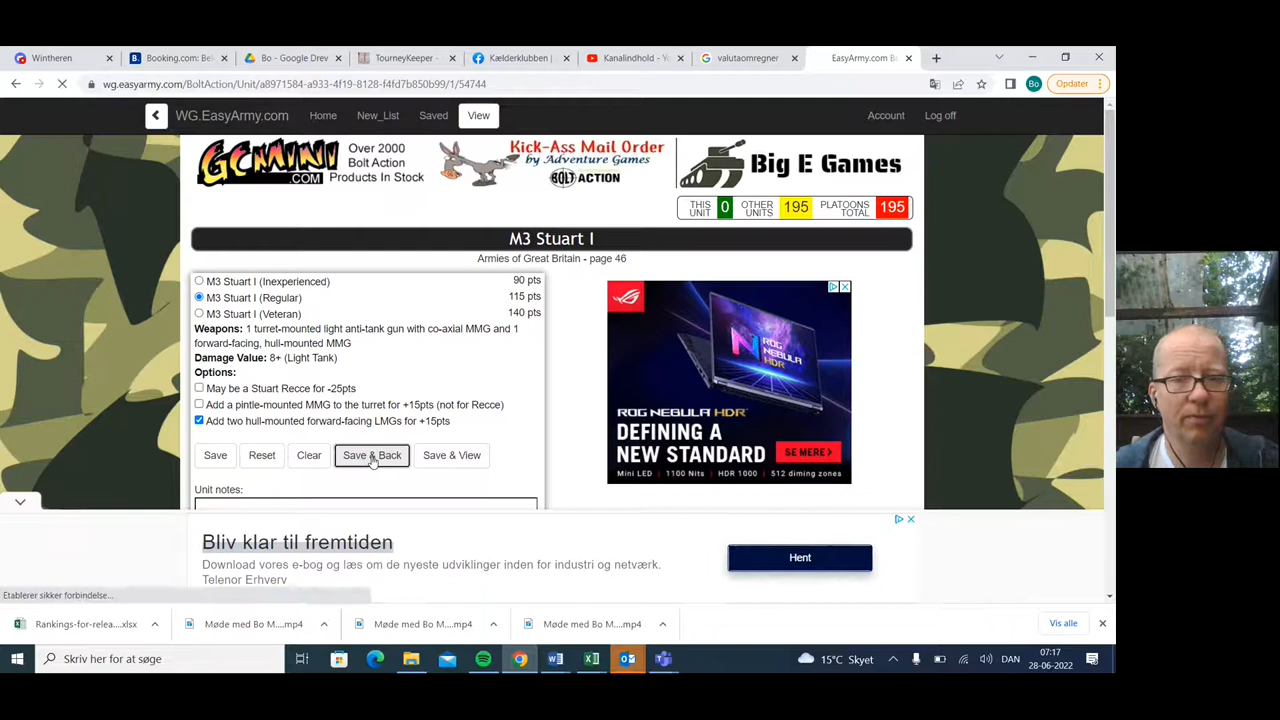 Wintheren
Booking.com: Bel
Bo - Google Drev
TourneyKeeper -
Kælderklubben |
Kanalindhold - Yo
valutaomregner
EasyArmy.com Ba
wg.easyarmy.com/BoltAction/Unit/a8971584-a933-4f19-8128-f4fd7b850b99/1/54744
Bo
Opdater
WG.EasyArmy.com Home New_List Saved View Account Log off
GCMINI
.COM
Over 2000
Bolt Action
Products In Stock
Kick-Ass Mail Order
by Adventure Games
BOLT ACTION
Big E Games
THIS UNIT 0 OTHER UNITS 195 PLATOONS TOTAL 195
M3 Stuart I
Armies of Great Britain - page 46
M3 Stuart I (Inexperienced) 90 pts
M3 Stuart I (Regular) 115 pts
M3 Stuart I (Veteran) 140 pts
Weapons: 1 turret-mounted light anti-tank gun with co-axial MMG and 1
forward-facing, hull-mounted MMG
Damage Value: 8+ (Light Tank)
Options:
May be a Stuart Recce for -25pts
Add a pintle-mounted MMG to the turret for +15pts (not for Recce)
Add two hull-mounted forward-facing LMGs for +15pts
Save Reset Clear Save & Back Save & View
Unit notes:
ROG
NEBULA
HDR
ROG NEBULA HDR
DEFINING A
NEW STANDARD
SE MERE >
Mini LED | 1100 Nits | HDR 1000 | 512 diming zones
Bliv klar til fremtiden
Download vores e-bog og læs om de nyeste udviklinger inden for industri og netværk.
Telenor Erhverv
Hent
Etablerer sikker forbindelse...
Rankings-for-relea....xlsx
Møde med Bo M....mp4
Møde med Bo M....mp4
Møde med Bo M....mp4
Vis alle
Skriv her for at søge
15°C Skyet
DAN
07:17
28-06-2022